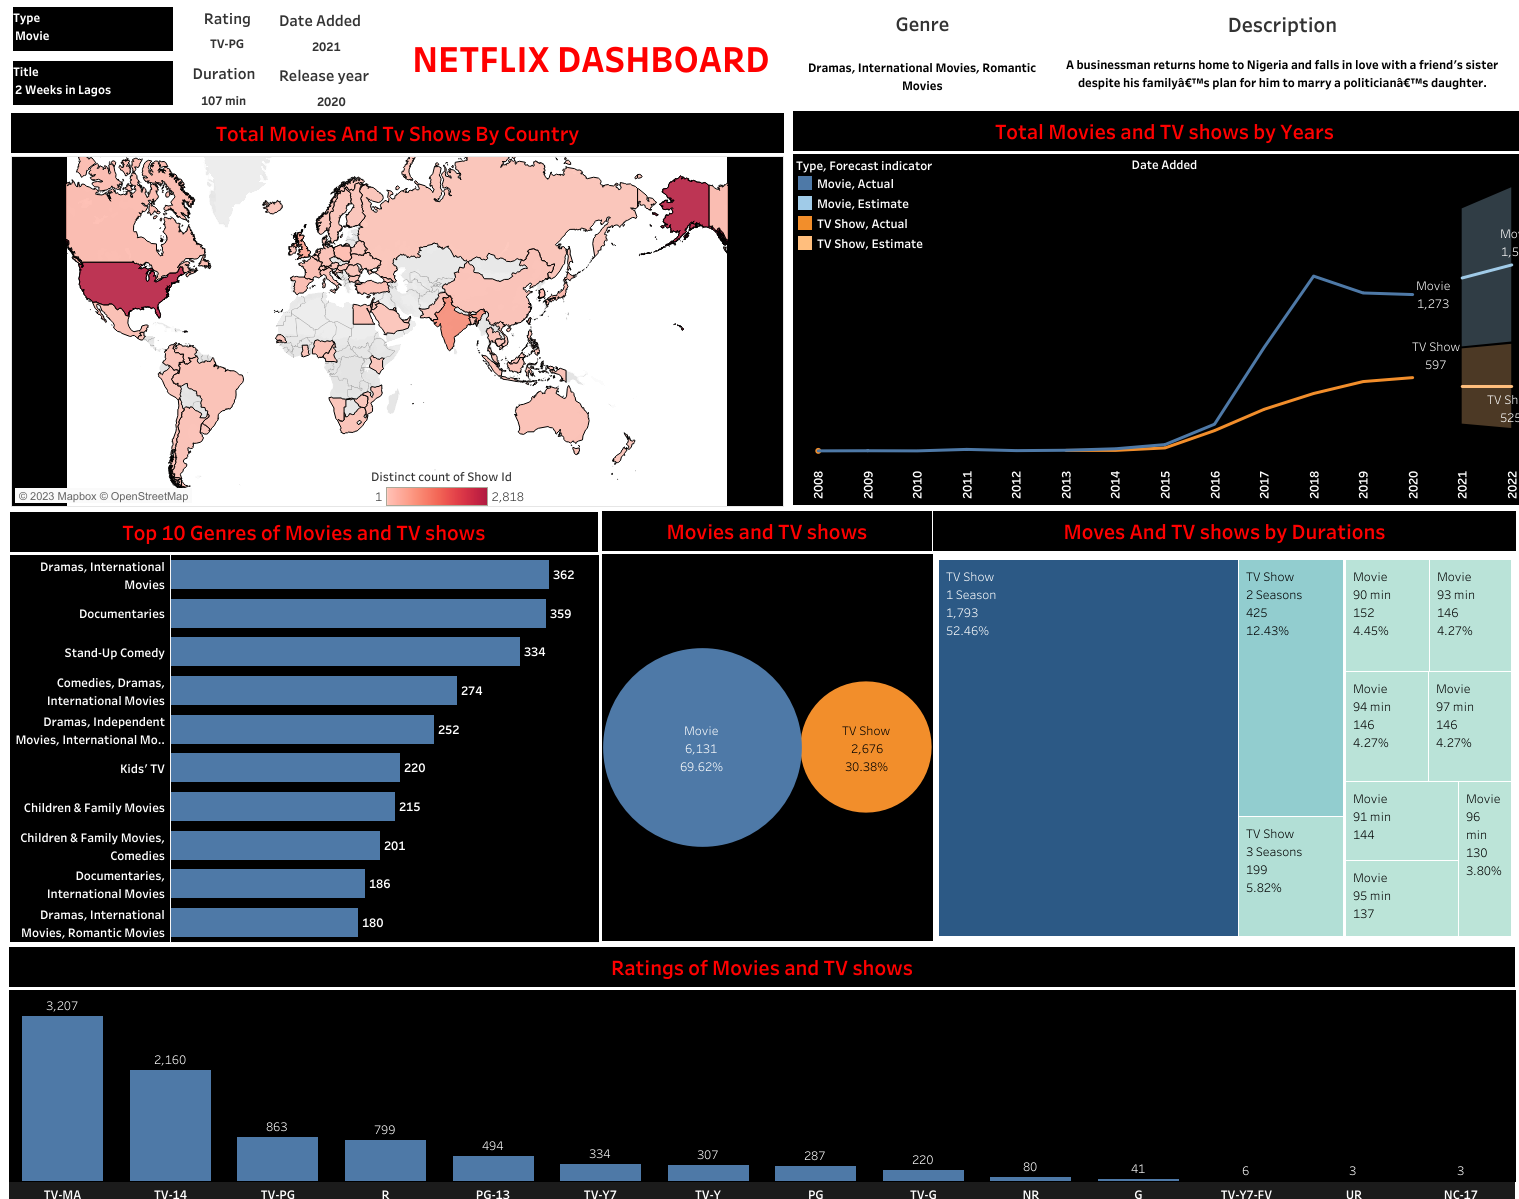 Type
Movie
Title
2 Weeks in Lagos
Rating
TV-PG
Date Added
2021
Duration
107 min
Release year
2020
NETFLIX DASHBOARD
Genre
Dramas, International Movies, Romantic
Movies
Description
A businessman returns home to Nigeria and falls in love with a friend's sister
despite his familyâ€™s plan for him to marry a politicianâ€™s daughter.
Total Movies And Tv Shows By Country
Distinct count of Show Id
1
2,818
© 2023 Mapbox © OpenStreetMap
Total Movies and TV shows by Years
Type, Forecast indicator
Movie, Actual
Movie, Estimate
TV Show, Actual
TV Show, Estimate
Date Added
Mo
1,5
Movie
1,273
TV Show
597
TV Sh
525
2008
2009
2010
2011
2012
2013
2014
2015
2016
2017
2018
2019
2020
2021
2022
Top 10 Genres of Movies and TV shows
Dramas, International
Movies
362
Documentaries
359
Stand-Up Comedy
334
Comedies, Dramas,
International Movies
274
Dramas, Independent
Movies, International Mo..
252
Kids' TV
220
Children & Family Movies
215
Children & Family Movies,
Comedies
201
Documentaries,
International Movies
186
Dramas, International
Movies, Romantic Movies
180
Movies and TV shows
Movie
6,131
69.62%
TV Show
2,676
30.38%
Moves And TV shows by Durations
TV Show
1 Season
1,793
52.46%
TV Show
2 Seasons
425
12.43%
TV Show
3 Seasons
199
5.82%
Movie
90 min
152
4.45%
Movie
93 min
146
4.27%
Movie
94 min
146
4.27%
Movie
97 min
146
4.27%
Movie
91 min
144
Movie
96
min
130
3.80%
Movie
95 min
137
Ratings of Movies and TV shows
3,207
2,160
863
799
494
334
307
287
220
80
41
6
3
3
TV-MA
TV-14
TV-PG
R
PG-13
TV-Y7
TV-Y
PG
TV-G
NR
G
TV-Y7-FV
UR
NC-17